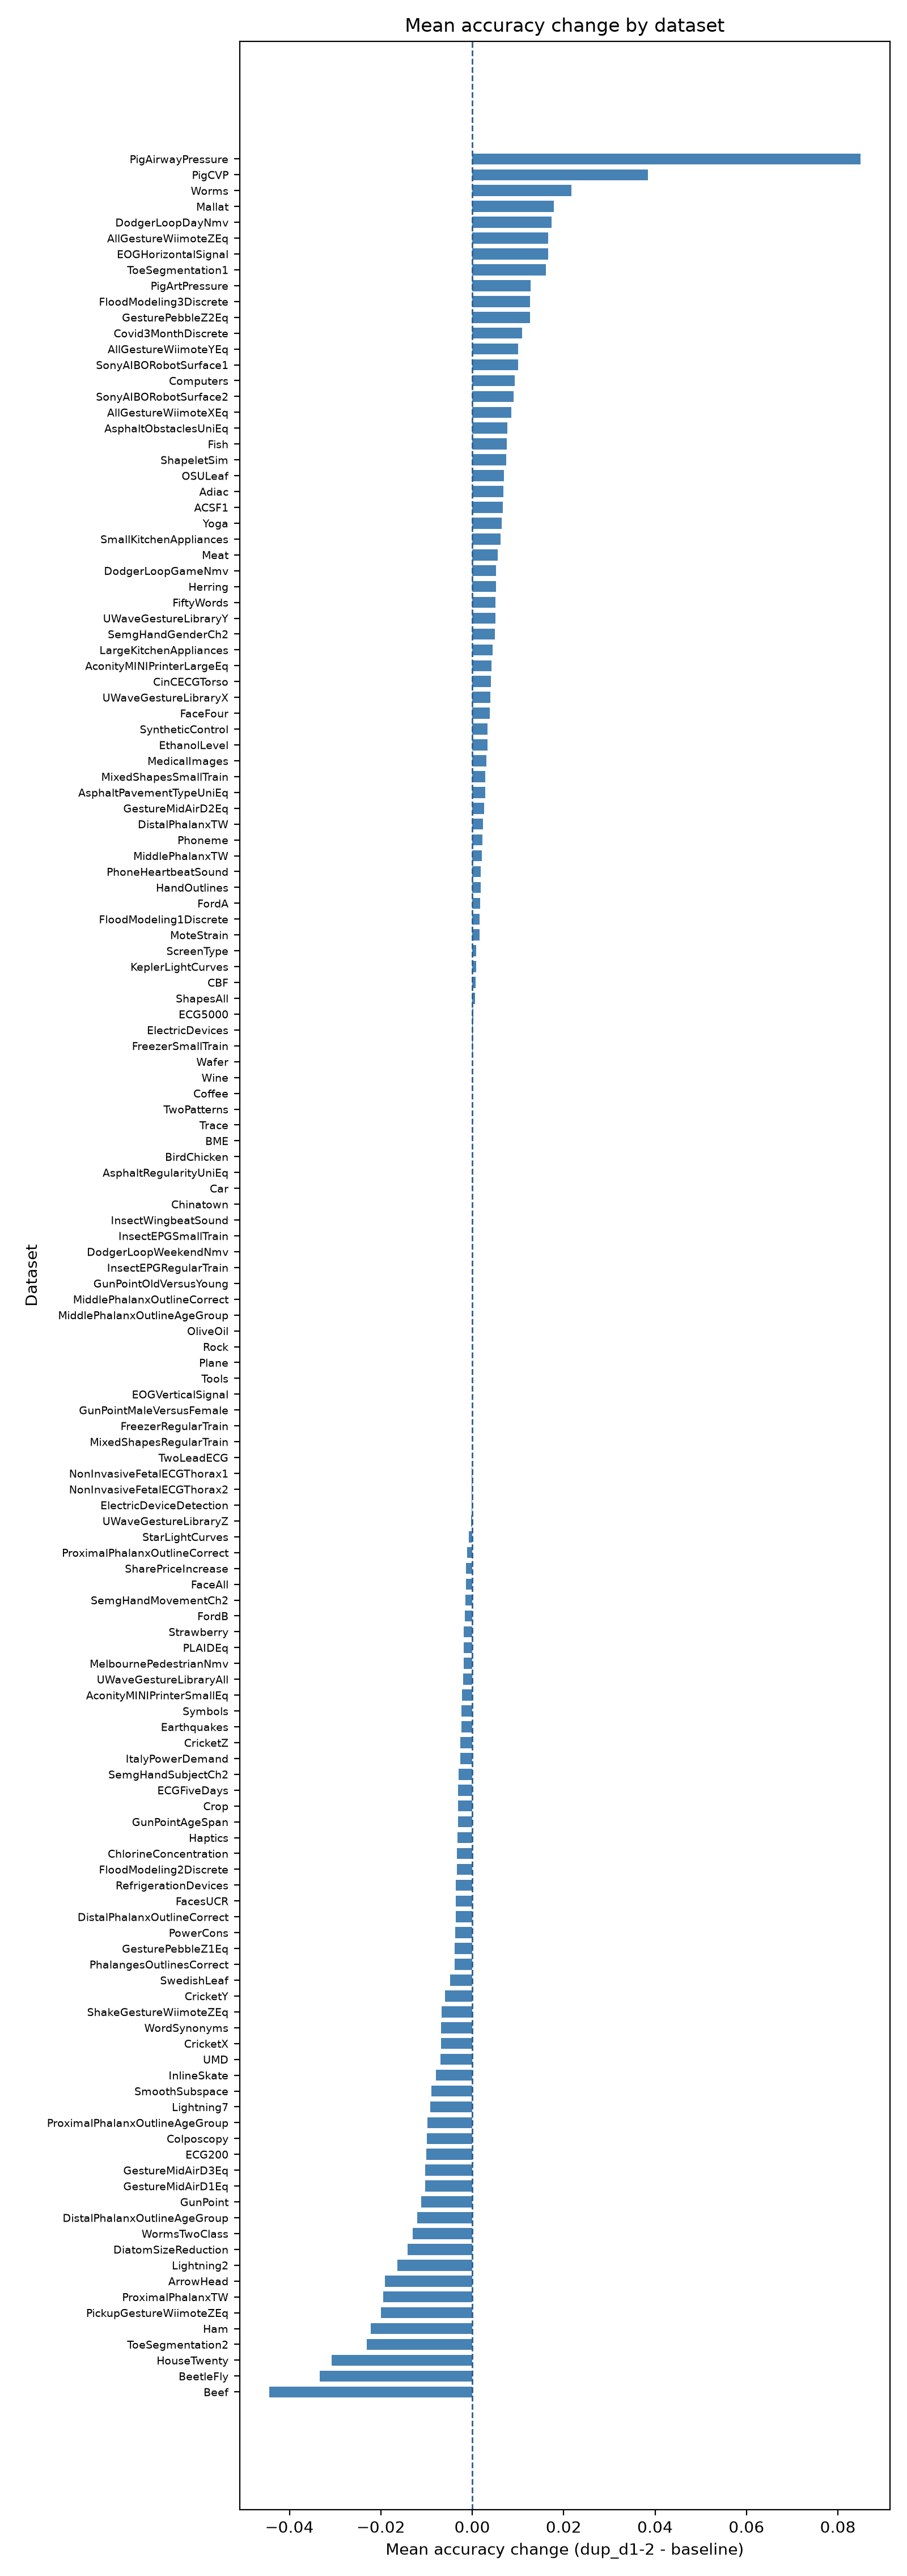 Mean accuracy change by dataset
PigAirwayPressure
PigCVP
Worms
Mallat
DodgerLoopDayNmv
AllGestureWiimoteZEq
EOGHorizontalSignal
ToeSegmentation1
PigArtPressure
FloodModeling3Discrete
GesturePebbleZ2Eq
Covid3MonthDiscrete
AllGestureWiimoteYEq
SonyAIBORobotSurface1
Computers
SonyAIBORobotSurface2
AllGestureWiimoteXEq
AsphaltObstaclesUniEq
Fish
ShapeletSim
OSULeaf
Adiac
ACSF1
Yoga
SmallKitchenAppliances
Meat
DodgerLoopGameNmv
Herring
FiftyWords
UWaveGestureLibraryY
SemgHandGenderCh2
LargeKitchenAppliances
AconityMINIPrinterLargeEq
CinCECGTorso
UWaveGestureLibraryX
FaceFour
SyntheticControl
EthanolLevel
MedicalImages
MixedShapesSmallTrain
AsphaltPavementTypeUniEq
GestureMidAirD2Eq
DistalPhalanxTW
Phoneme
MiddlePhalanxTW
PhoneHeartbeatSound
HandOutlines
FordA
FloodModeling1Discrete
MoteStrain
ScreenType
KeplerLightCurves
CBF
ShapesAll
ECG5000
ElectricDevices
FreezerSmallTrain
Wafer
Wine
Coffee
TwoPatterns
Trace
BME
BirdChicken
AsphaltRegularityUniEq
Car
Chinatown
InsectWingbeatSound
InsectEPGSmallTrain
DodgerLoopWeekendNmv
InsectEPGRegularTrain
GunPointOldVersusYoung
MiddlePhalanxOutlineCorrect
MiddlePhalanxOutlineAgeGroup
OliveOil
Rock
Plane
Tools
EOGVerticalSignal
GunPointMaleVersusFemale
FreezerRegularTrain
MixedShapesRegularTrain
TwoLeadECG
NonInvasiveFetalECGThorax1
NonInvasiveFetalECGThorax2
ElectricDeviceDetection
UWaveGestureLibraryZ
StarLightCurves
ProximalPhalanxOutlineCorrect
SharePriceIncrease
FaceAll
SemgHandMovementCh2
FordB
Strawberry
PLAIDEq
MelbournePedestrianNmv
UWaveGestureLibraryAll
AconityMINIPrinterSmallEq
Symbols
Earthquakes
CricketZ
ItalyPowerDemand
SemgHandSubjectCh2
ECGFiveDays
Crop
GunPointAgeSpan
Haptics
ChlorineConcentration
FloodModeling2Discrete
RefrigerationDevices
FacesUCR
DistalPhalanxOutlineCorrect
PowerCons
GesturePebbleZ1Eq
PhalangesOutlinesCorrect
SwedishLeaf
CricketY
ShakeGestureWiimoteZEq
WordSynonyms
CricketX
UMD
InlineSkate
SmoothSubspace
Lightning7
ProximalPhalanxOutlineAgeGroup
Colposcopy
ECG200
GestureMidAirD3Eq
GestureMidAirD1Eq
GunPoint
DistalPhalanxOutlineAgeGroup
WormsTwoClass
DiatomSizeReduction
Lightning2
ArrowHead
ProximalPhalanxTW
PickupGestureWiimoteZEq
Ham
ToeSegmentation2
HouseTwenty
BeetleFly
Beef
Dataset
−0.04 −0.02 0.00 0.02 0.04 0.06 0.08
Mean accuracy change (dup_d1-2 - baseline)